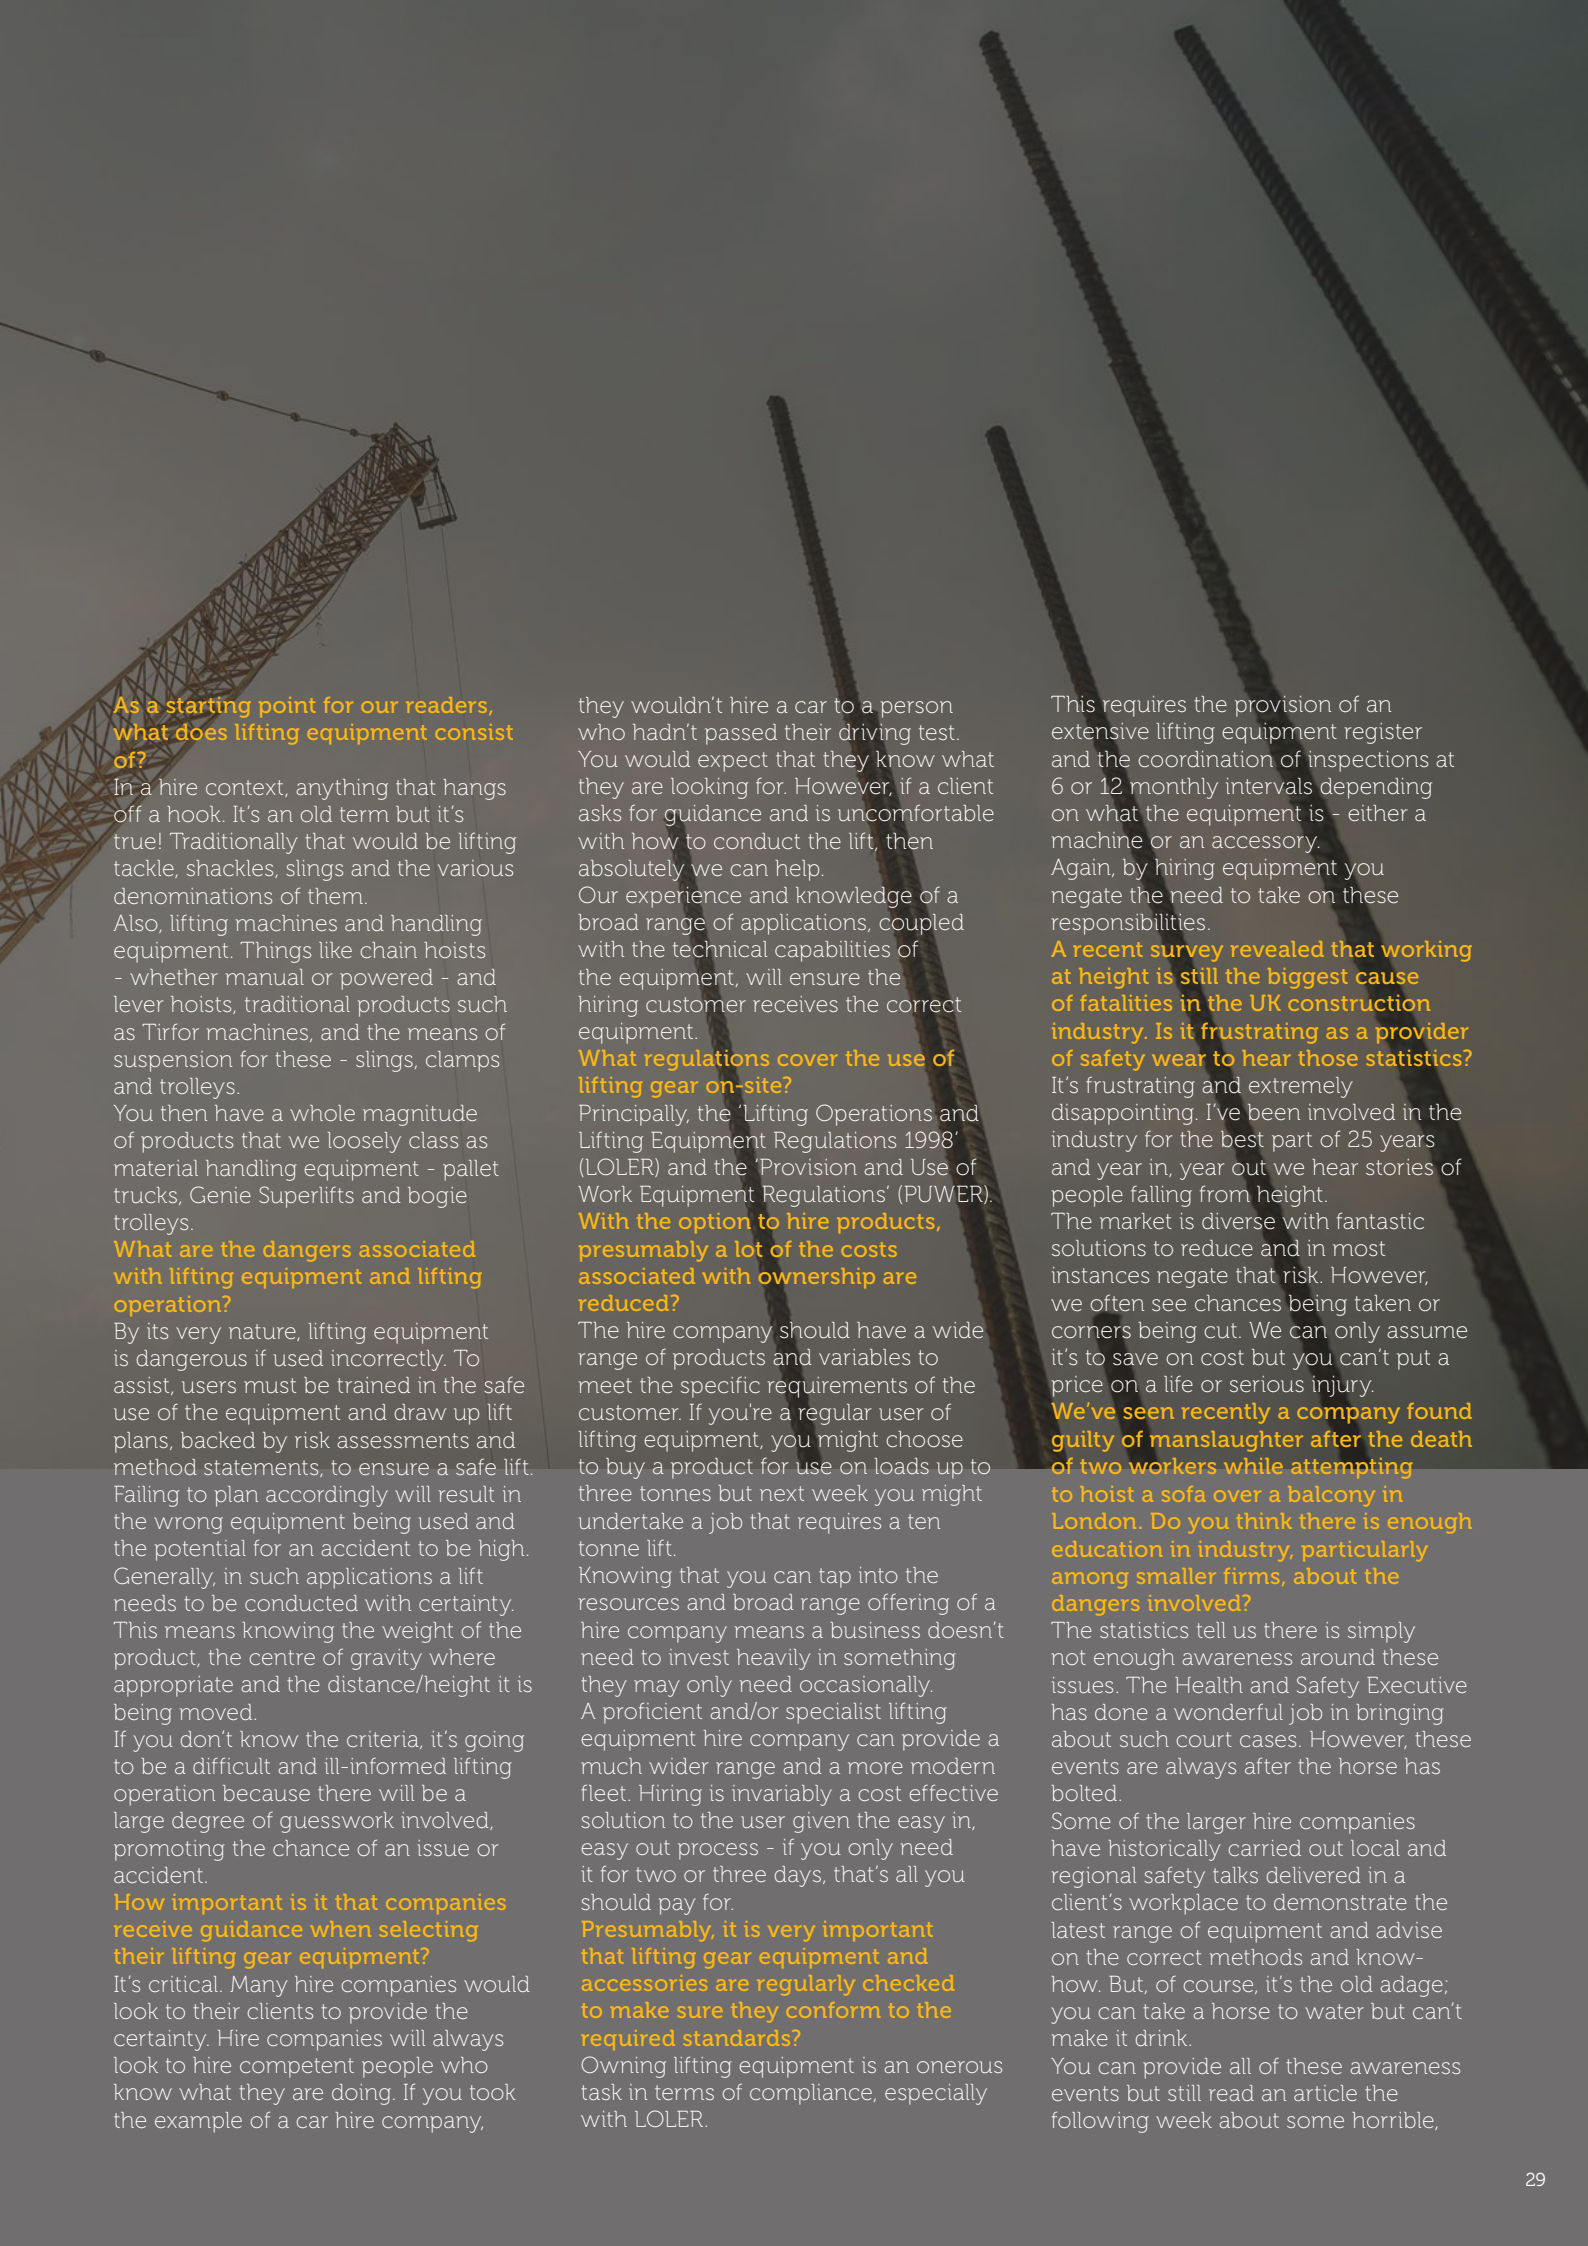 As a starting point for our readers,
what does lifting equipment consist
of?
In a hire context, anything that hangs
off a hook. It’s an old term but it’s
true! Traditionally that would be lifting
tackle, shackles, slings and the various
denominations of them.
Also, lifting machines and handling
equipment. Things like chain hoists
- whether manual or powered - and
lever hoists, traditional products such
as Tirfor machines, and the means of
suspension for these - slings, clamps
and trolleys.
You then have a whole magnitude
of products that we loosely class as
material handling equipment - pallet
trucks, Genie Superlifts and bogie
trolleys.
What are the dangers associated
with lifting equipment and lifting
operation?
By its very nature, lifting equipment
is dangerous if used incorrectly. To
assist, users must be trained in the safe
use of the equipment and draw up lift
plans, backed by risk assessments and
method statements, to ensure a safe lift.
Failing to plan accordingly will result in
the wrong equipment being used and
the potential for an accident to be high.
Generally, in such applications a lift
needs to be conducted with certainty.
This means knowing the weight of the
product, the centre of gravity where
appropriate and the distance/height it is
being moved.
If you don’t know the criteria, it’s going
to be a difficult and ill-informed lifting
operation because there will be a
large degree of guesswork involved,
promoting the chance of an issue or
accident.
How important is it that companies
receive guidance when selecting
their lifting gear equipment?
It’s critical. Many hire companies would
look to their clients to provide the
certainty. Hire companies will always
look to hire competent people who
know what they are doing. If you took
the example of a car hire company,
they wouldn’t hire a car to a person
who hadn’t passed their driving test.
You would expect that they know what
they are looking for. However, if a client
asks for guidance and is uncomfortable
with how to conduct the lift, then
absolutely we can help.
Our experience and knowledge of a
broad range of applications, coupled
with the technical capabilities of
the equipment, will ensure the
hiring customer receives the correct
equipment.
What regulations cover the use of
lifting gear on-site?
Principally, the ‘Lifting Operations and
Lifting Equipment Regulations 1998’
(LOLER) and the ‘Provision and Use of
Work Equipment Regulations’ (PUWER).
With the option to hire products,
presumably a lot of the costs
associated with ownership are
reduced?
The hire company should have a wide
range of products and variables to
meet the specific requirements of the
customer. If you're a regular user of
lifting equipment, you might choose
to buy a product for use on loads up to
three tonnes but next week you might
undertake a job that requires a ten
tonne lift.
Knowing that you can tap into the
resources and broad range offering of a
hire company means a business doesn’t
need to invest heavily in something
they may only need occasionally.
A proficient and/or specialist lifting
equipment hire company can provide a
much wider range and a more modern
fleet. Hiring is invariably a cost effective
solution to the user given the easy in,
easy out process - if you only need
it for two or three days, that’s all you
should pay for.
Presumably, it is very important
that lifting gear equipment and
accessories are regularly checked
to make sure they conform to the
required standards?
Owning lifting equipment is an onerous
task in terms of compliance, especially
with LOLER.
This requires the provision of an
extensive lifting equipment register
and the coordination of inspections at
6 or 12 monthly intervals depending
on what the equipment is - either a
machine or an accessory.
Again, by hiring equipment you
negate the need to take on these
responsibilities.
A recent survey revealed that working
at height is still the biggest cause
of fatalities in the UK construction
industry. Is it frustrating as a provider
of safety wear to hear those statistics?
It’s frustrating and extremely
disappointing. I’ve been involved in the
industry for the best part of 25 years
and year in, year out we hear stories of
people falling from height.
The market is diverse with fantastic
solutions to reduce and in most
instances negate that risk. However,
we often see chances being taken or
corners being cut. We can only assume
it’s to save on cost but you can’t put a
price on a life or serious injury.
We’ve seen recently a company found
guilty of manslaughter after the death
of two workers while attempting
to hoist a sofa over a balcony in
London. Do you think there is enough
education in industry, particularly
among smaller firms, about the
dangers involved?
The statistics tell us there is simply
not enough awareness around these
issues. The Health and Safety Executive
has done a wonderful job in bringing
about such court cases. However, these
events are always after the horse has
bolted.
Some of the larger hire companies
have historically carried out local and
regional safety talks delivered in a
client’s workplace to demonstrate the
latest range of equipment and advise
on the correct methods and know-
how. But, of course, it’s the old adage;
you can take a horse to water but can’t
make it drink.
You can provide all of these awareness
events but still read an article the
following week about some horrible,
29